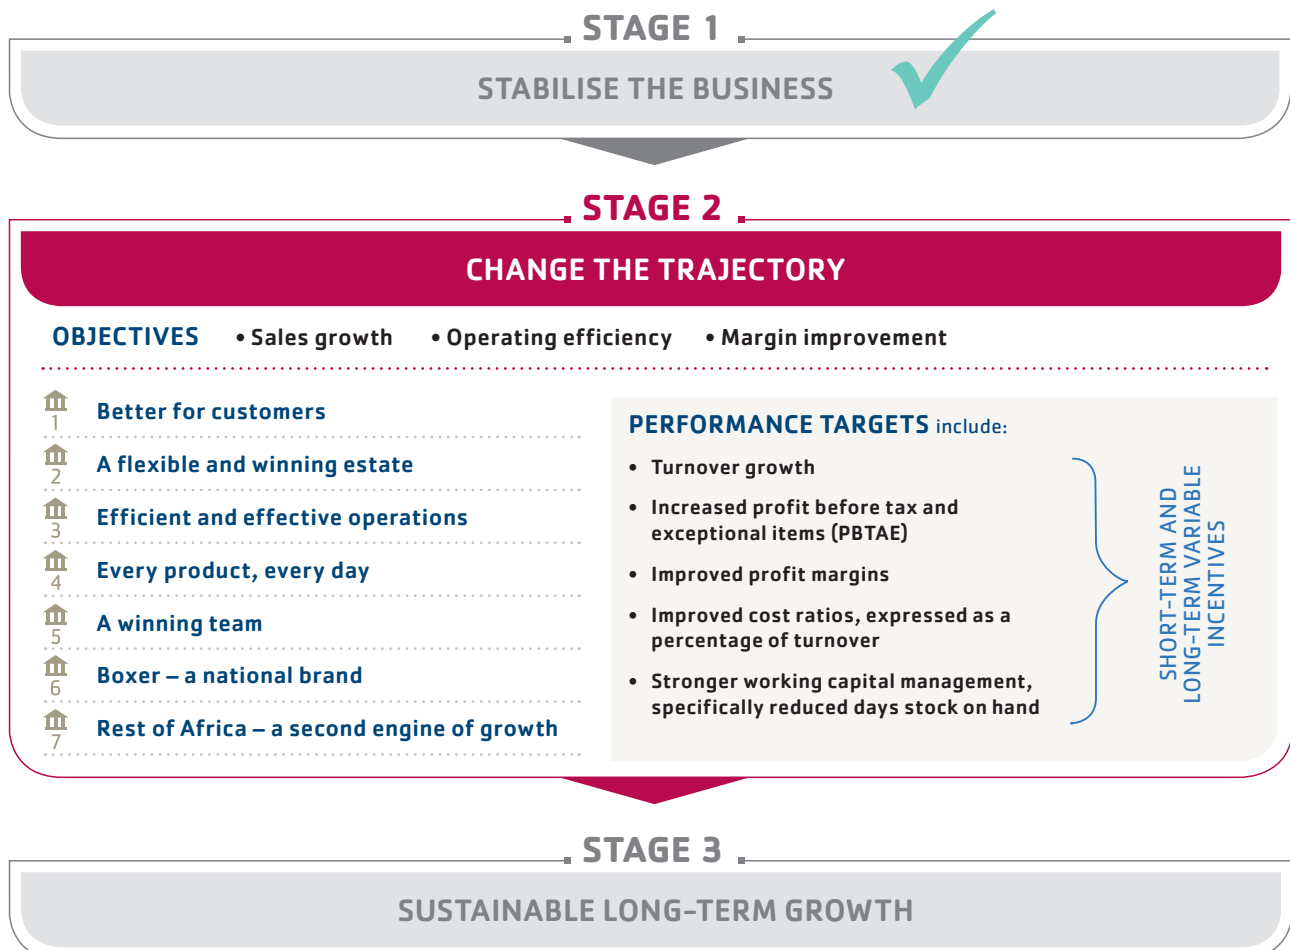 STAGE 1
STABILISE THE BUSINESS
STAGE 2
CHANGE THE TRAJECTORY
OBJECTIVES • Sales growth • Operating efficiency • Margin improvement
1 Better for customers
2 A flexible and winning estate
3 Efficient and effective operations
4 Every product, every day
5 A winning team
6 Boxer – a national brand
7 Rest of Africa – a second engine of growth
PERFORMANCE TARGETS include:
• Turnover growth
• Increased profit before tax and
exceptional items (PBTAE)
• Improved profit margins
• Improved cost ratios, expressed as a
percentage of turnover
• Stronger working capital management,
specifically reduced days stock on hand
SHORT-TERM AND
LONG-TERM VARIABLE
INCENTIVES
STAGE 3
SUSTAINABLE LONG-TERM GROWTH